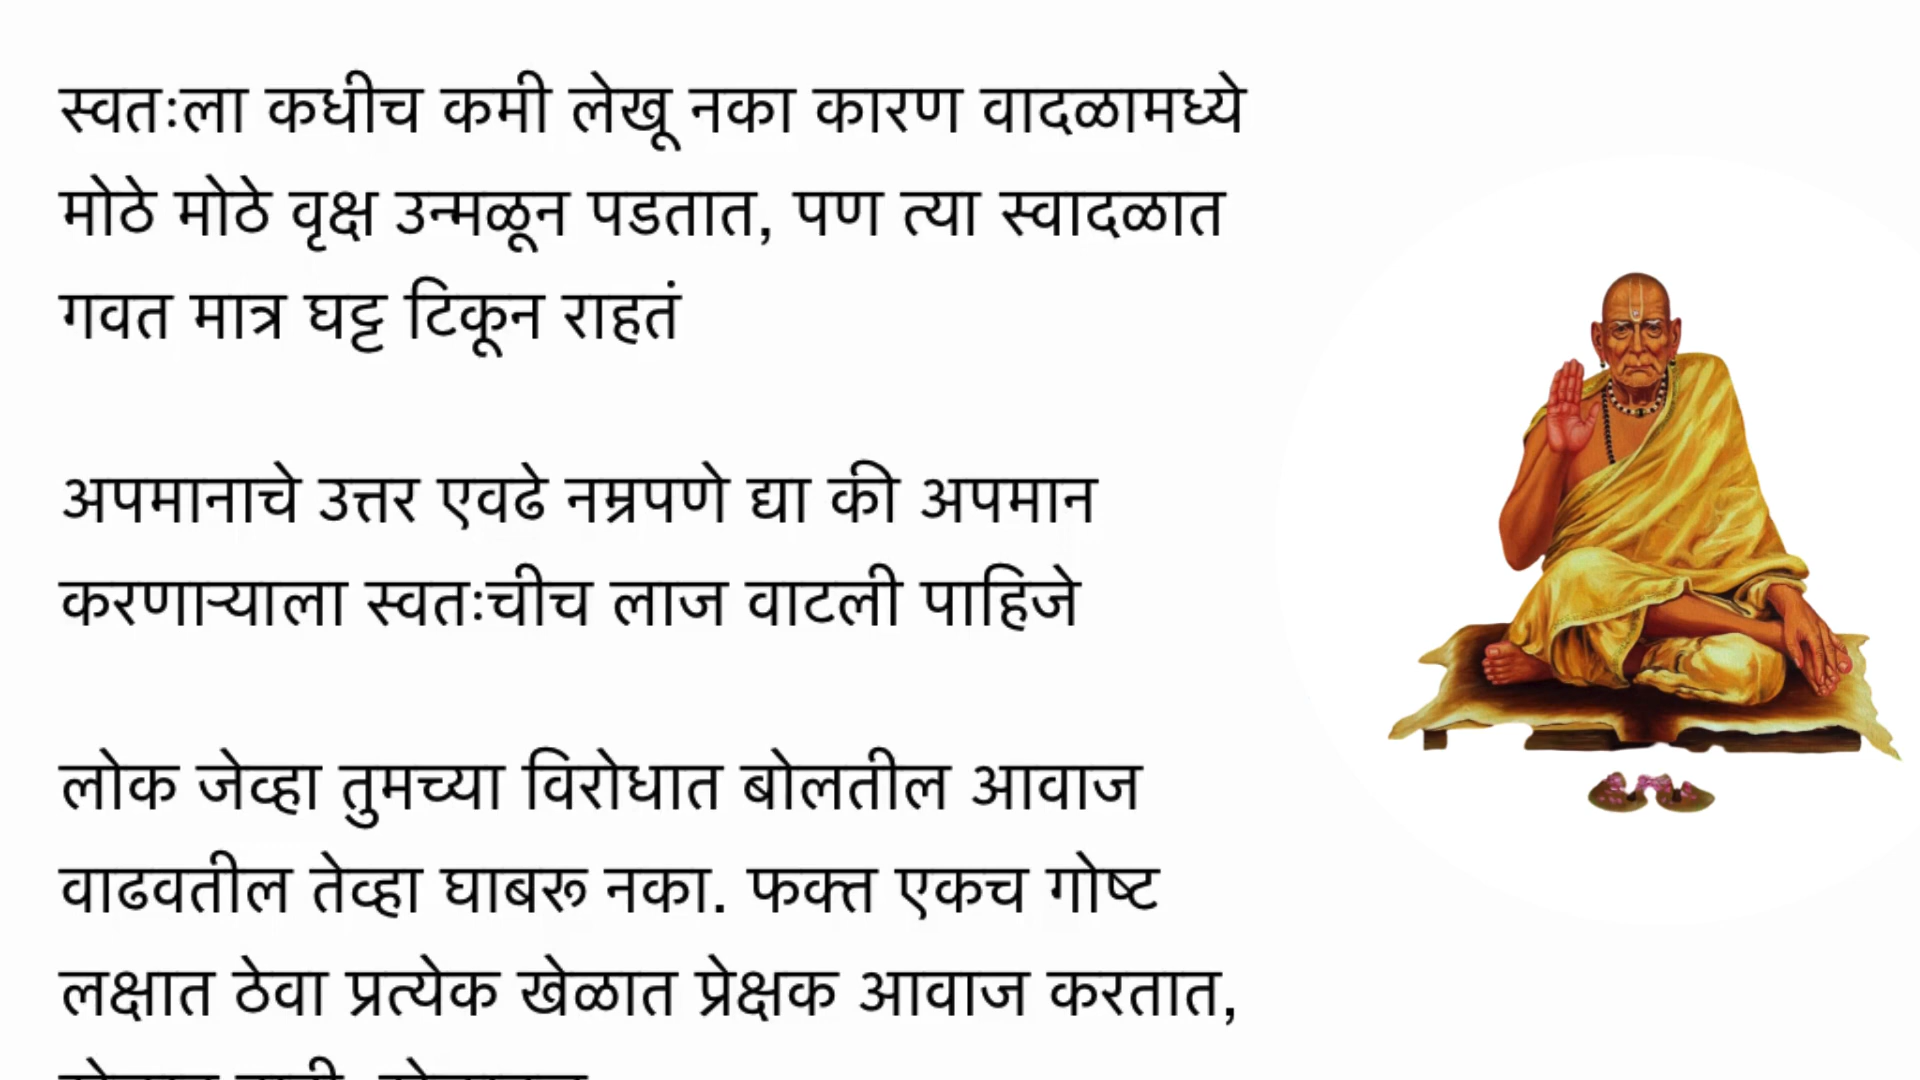 स्वतःला कधीच कमी लेखू नका कारण वादळामध्ये
मोठे मोठे वृक्ष उन्मळून पडतात, पण त्या स्वादळात
गवत मात्र घट्ट टिकून राहतं
अपमानाचे उत्तर एवढे नम्रपणे द्या की अपमान
करणाऱ्याला स्वतःचीच लाज वाटली पाहिजे
लोक जेव्हा तुमच्या विरोधात बोलतील आवाज
वाढवतील तेव्हा घाबरू नका. फक्त एकच गोष्ट
लक्षात ठेवा प्रत्येक खेळात प्रेक्षक आवाज करतात,